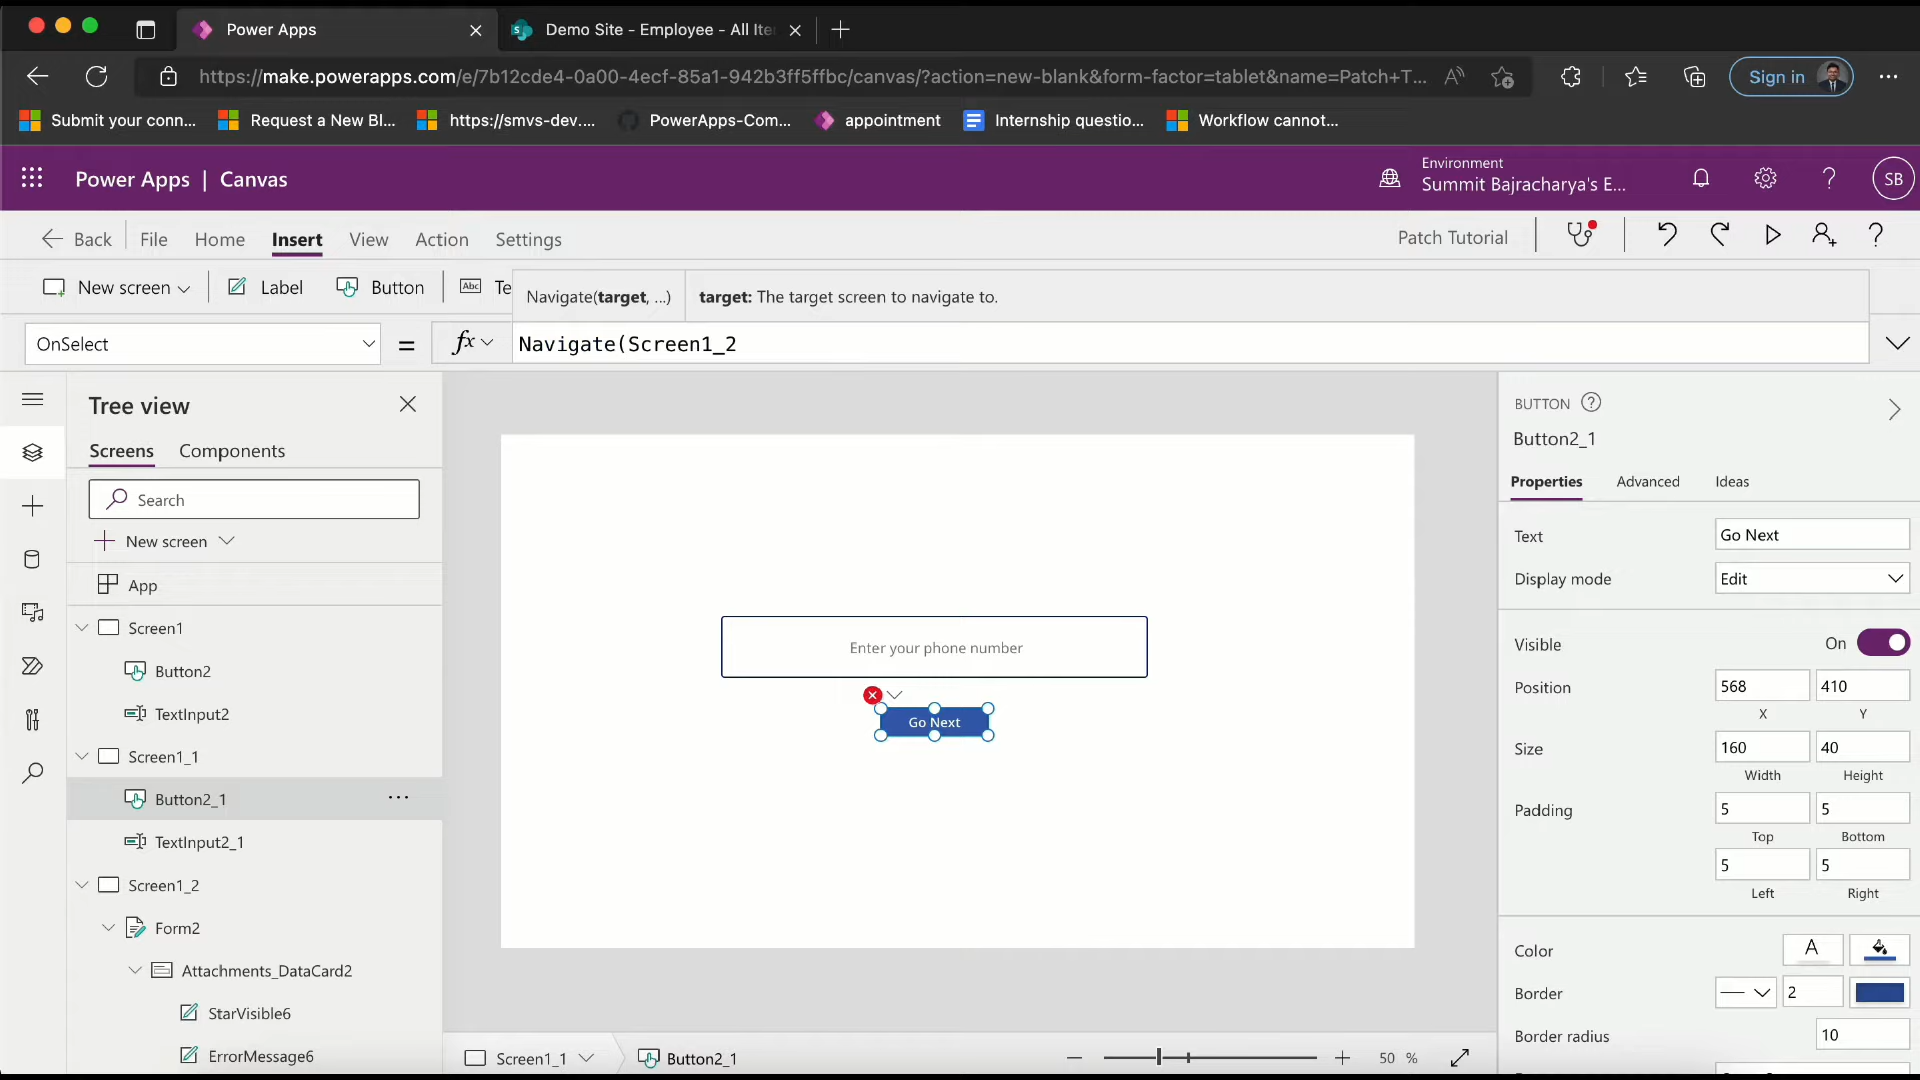 Power Apps
Demo Site - Employee - All Ite
https://make.powerapps.com/e/7b12cde4-0a00-4ecf-85a1-942b3ff5ffbc/canvas/?action=new-blank&form-factor=tablet&name=Patch+T...
Sign in
Submit your conn...
Request a New BI...
https://smvs-dev....
PowerApps-Com...
appointment
Internship questio...
Workflow cannot...
Power Apps | Canvas
Environment
Summit Bajracharya's E...
SB
Back
File
Home
Insert
View
Action
Settings
Patch Tutorial
New screen
Label
Button
Abc
Te
Navigate(target, ...)
target: The target screen to navigate to.
OnSelect
=
fx
Navigate(Screen1_2
Tree view
Screens
Components
Search
New screen
App
Screen1
Button2
TextInput2
Screen1_1
Button2_1
TextInput2_1
Screen1_2
Form2
Attachments_DataCard2
StarVisible6
ErrorMessage6
Enter your phone number
Go Next
Screen1_1
Button2_1
50 %
BUTTON
Button2_1
Properties
Advanced
Ideas
Text
Go Next
Display mode
Edit
Visible
On
Position
568
410
X
Y
Size
160
40
Width
Height
Padding
5
5
Top
Bottom
5
5
Left
Right
Color
A
Border
2
Border radius
10